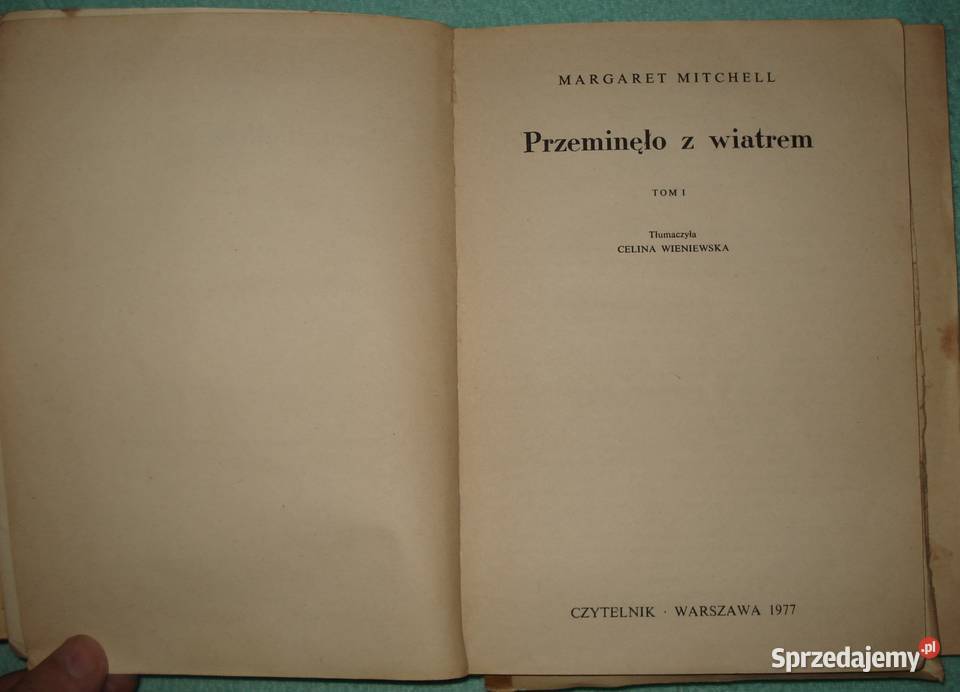 MARGARET MITCHELL
Przeminęło z wiatrem
TOM I
Tłumaczyła
CELINA WIENIEWSKA
CZYTELNIK · WARSZAWA 1977
Sprzedajemy.pl